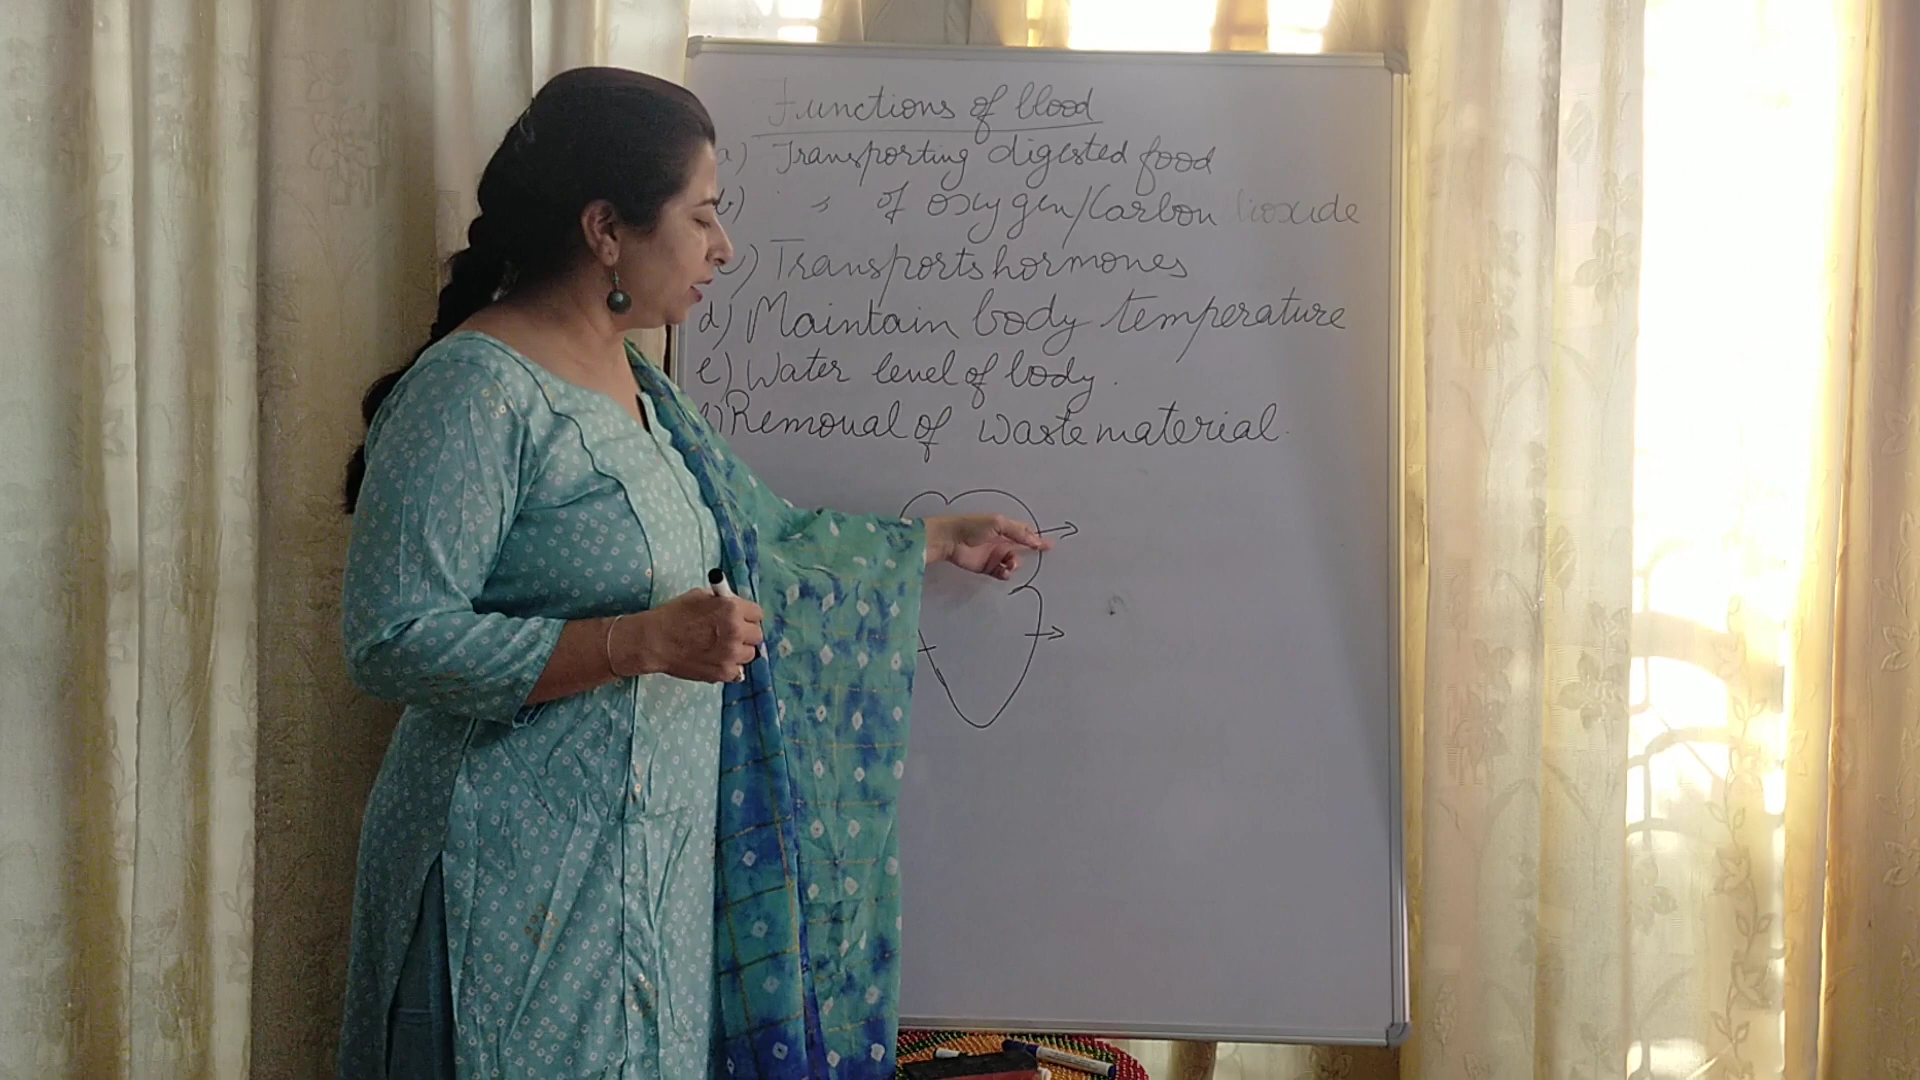 Functions of blood
a) Transporting digested food
b) " of oxygen/Carbon dioxide
c) Transports hormones
d) Maintain body temperature
e) Water level of body.
f) Removal of waste material.